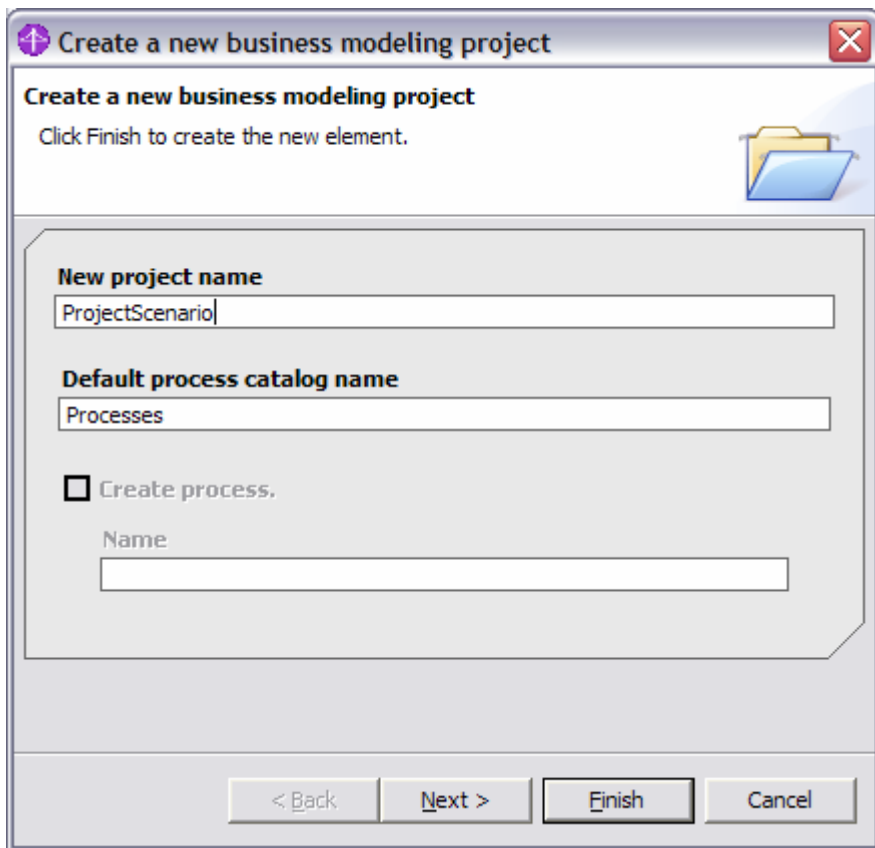 Create a new business modeling project
Create a new business modeling project
Click Finish to create the new element.
New project name
ProjectScenario
Default process catalog name
Processes
Create process.
Name
< Back Next > Finish Cancel